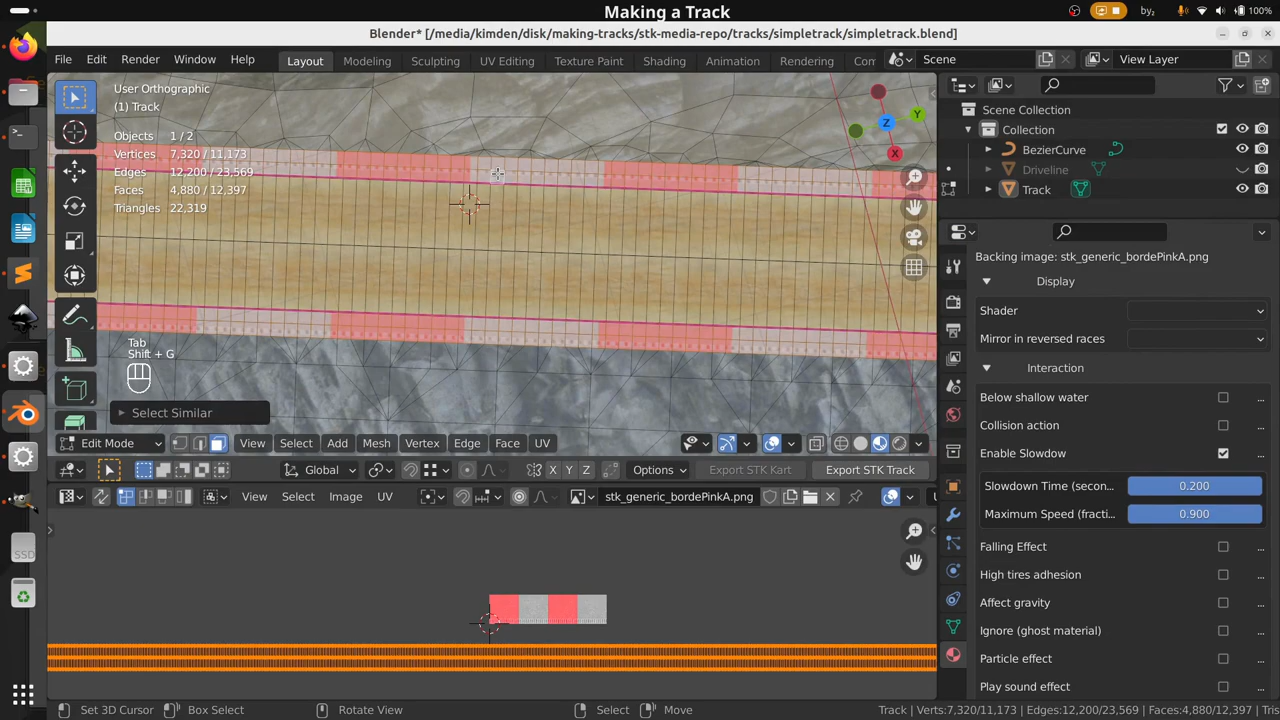 Making a Track
by₂
100%
Blender* [/media/kimden/disk/making-tracks/stk-media-repo/tracks/simpletrack/simpletrack.blend]
File Edit Render Window Help
Layout Modeling Sculpting UV Editing Texture Paint Shading Animation Rendering Com
Scene
View Layer
User Orthographic
(1) Track
Objects 1 / 2
Vertices 7,320 / 11,173
Edges 12,200 / 23,569
Faces 4,880 / 12,397
Triangles 22,319
Y
Z
X
Tab
Shift + G
Select Similar
Edit Mode View Select Add Mesh Vertex Edge Face UV
Global X Y Z Options Export STK Kart Export STK Track
View Select Image UV stk_generic_bordePinkA.png
Scene Collection
Collection
BezierCurve
Driveline
Track
Backing image: stk_generic_bordePinkA.png
Display
Shader
Mirror in reversed races
Interaction
Below shallow water
Collision action
Enable Slowdow
Slowdown Time (secon... 0.200
Maximum Speed (fracti... 0.900
Falling Effect
High tires adhesion
Affect gravity
Ignore (ghost material)
Particle effect
Play sound effect
SSD
Set 3D Cursor Box Select Rotate View Select Move Track | Verts:7,320/11,173 | Edges:12,200/23,569 | Faces:4,880/12,397 | Tris